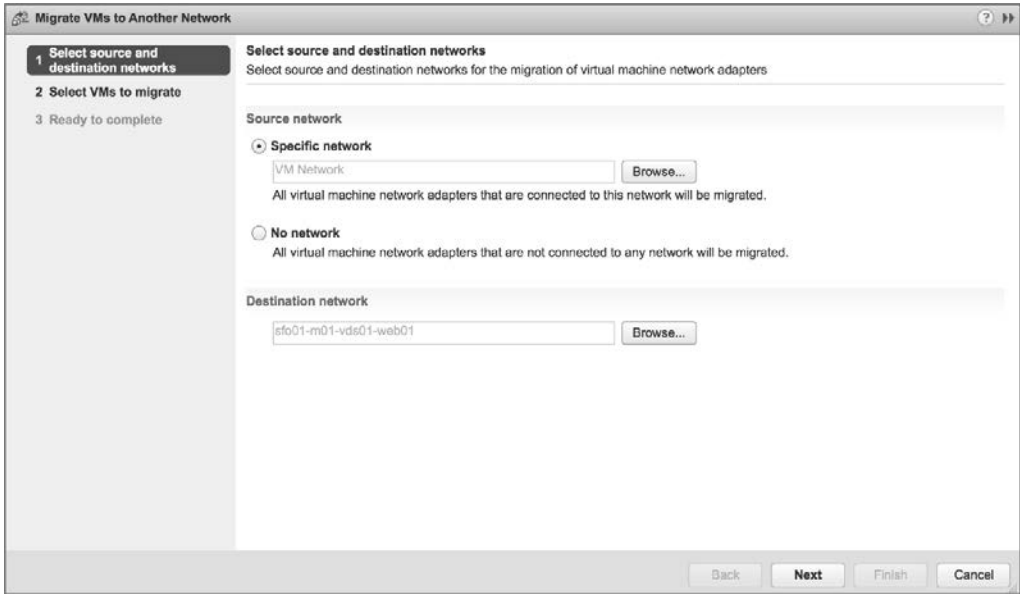 Migrate VMs to Another Network
?
1 Select source and
destination networks
2 Select VMs to migrate
3 Ready to complete
Select source and destination networks
Select source and destination networks for the migration of virtual machine network adapters
Source network
Specific network
VM Network
Browse...
All virtual machine network adapters that are connected to this network will be migrated.
No network
All virtual machine network adapters that are not connected to any network will be migrated.
Destination network
sfo01-m01-vds01-web01
Browse...
Back
Next
Finish
Cancel